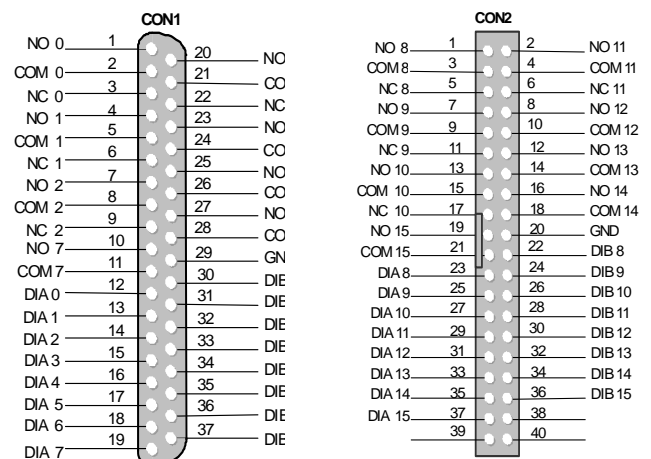 CON1
NO 0 1
20 NO
COM 0 2
21 CO
NC 0 3
22 NC
NO 1 4
23 NO
COM 1 5
24 CO
NC 1 6
25 NO
NO 2 7
26 CO
COM 2 8
27 NO
NC 2 9
28 CO
NO 7 10
29 GN
COM 7 11
30 DIB
DIA 0 12
31 DIB
DIA 1 13
32 DIB
DIA 2 14
33 DIB
DIA 3 15
34 DIB
DIA 4 16
35 DIB
DIA 5 17
36 DIB
DIA 6 18
37 DIB
DIA 7 19
CON2
NO 8 1 2 NO 11
COM 8 3 4 COM 11
NC 8 5 6 NC 11
NO 9 7 8 NO 12
COM 9 9 10 COM 12
NC 9 11 12 NO 13
NO 10 13 14 COM 13
COM 10 15 16 NO 14
NC 10 17 18 COM 14
NO 15 19 20 GND
COM 15 21 22 DIB 8
DIA 8 23 24 DIB 9
DIA 9 25 26 DIB 10
DIA 10 27 28 DIB 11
DIA 11 29 30 DIB 12
DIA 12 31 32 DIB 13
DIA 13 33 34 DIB 14
DIA 14 35 36 DIB 15
DIA 15 37 38
39 40